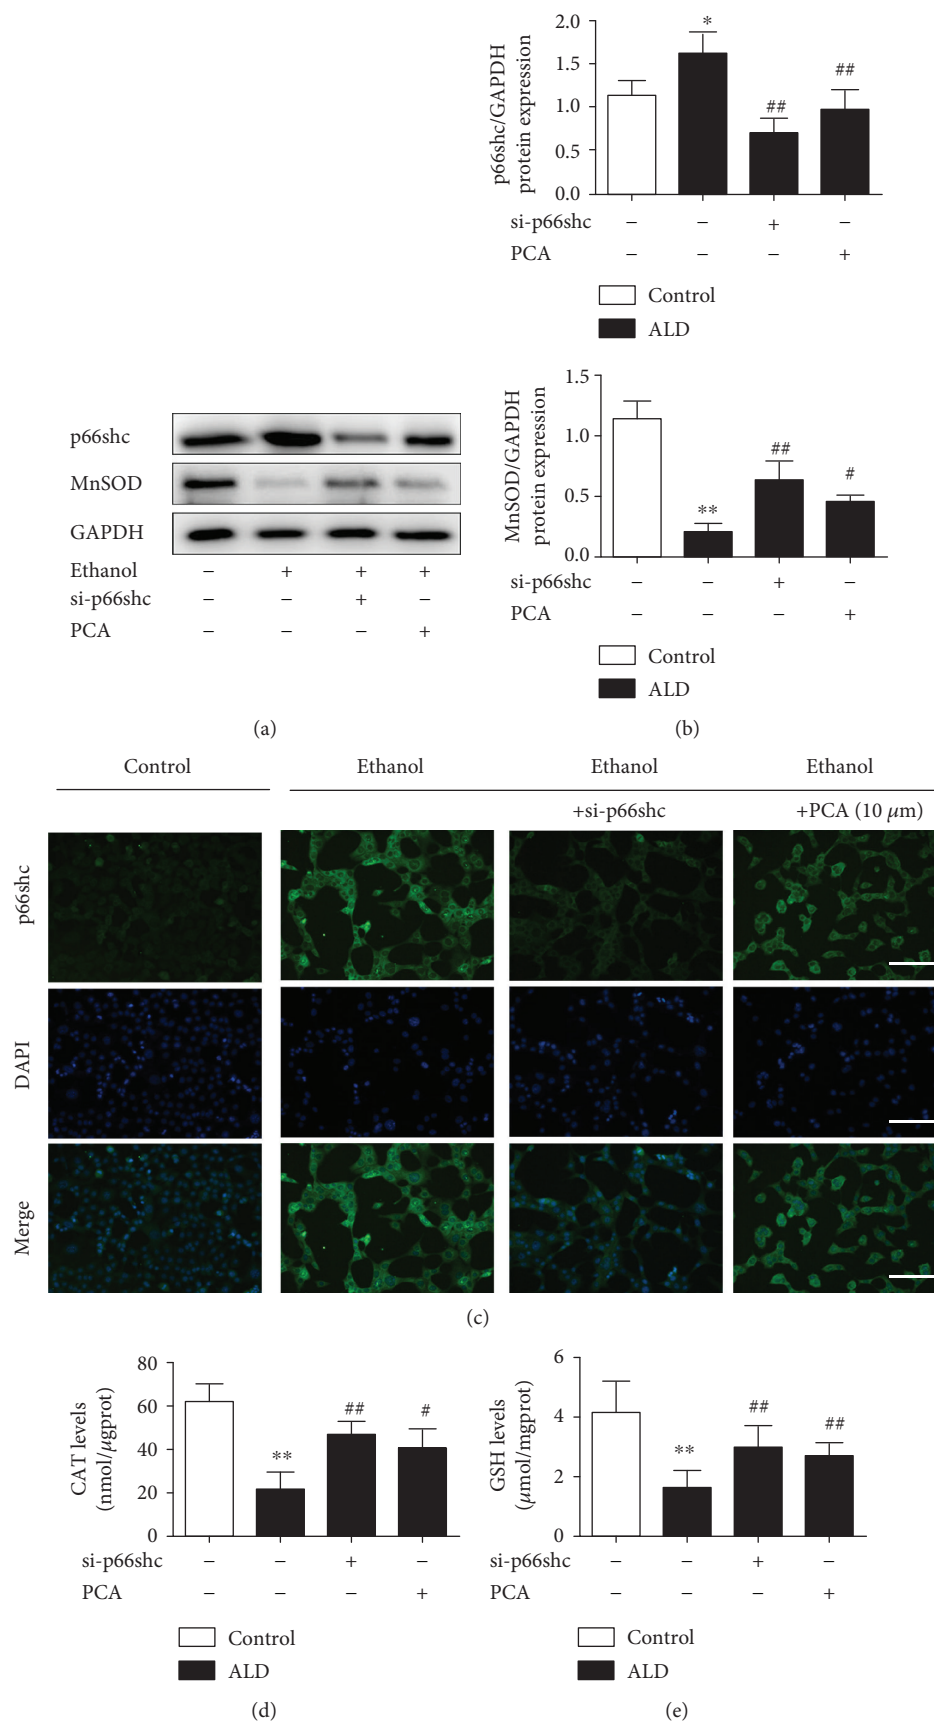 p66shc/GAPDH
protein expression
2.0
1.5
1.0
0.5
0.0
*
##
##
si-p66shc − − + −
PCA − − − +
Control
ALD
p66shc
MnSOD
GAPDH
Ethanol − + + +
si-p66shc − − + −
PCA − − − +
(a)
MnSOD/GAPDH
protein expression
1.5
1.0
0.5
0.0
**
##
#
si-p66shc − − + −
PCA − − − +
Control
ALD
(b)
Control Ethanol Ethanol Ethanol
+si-p66shc +PCA (10 μm)
p66shc
DAPI
Merge
(c)
CAT levels
(nmol/μgprot)
80
60
40
20
0
**
##
#
si-p66shc − − + −
PCA − − − +
Control
ALD
(d)
GSH levels
(μmol/mgprot)
6
4
2
0
**
##
##
si-p66shc − − + −
PCA − − − +
Control
ALD
(e)